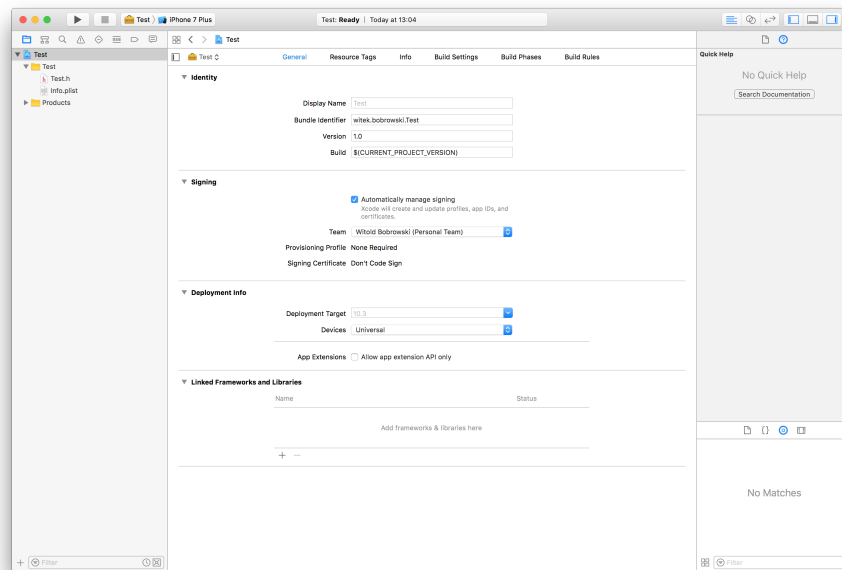 Test
iPhone 7 Plus
Test: Ready | Today at 13:04
Test
Test
Test.h
Info.plist
Products
Test
Test
General
Resource Tags
Info
Build Settings
Build Phases
Build Rules
Identity
Display Name Test
Bundle Identifier witek.bobrowski.Test
Version 1.0
Build $(CURRENT_PROJECT_VERSION)
Signing
Automatically manage signing
Xcode will create and update profiles, app IDs, and
certificates.
Team Witold Bobrowski (Personal Team)
Provisioning Profile None Required
Signing Certificate Don't Code Sign
Deployment Info
Deployment Target 10.3
Devices Universal
App Extensions Allow app extension API only
Linked Frameworks and Libraries
Name Status
Add frameworks & libraries here
Quick Help
No Quick Help
Search Documentation
No Matches
Filter
Filter